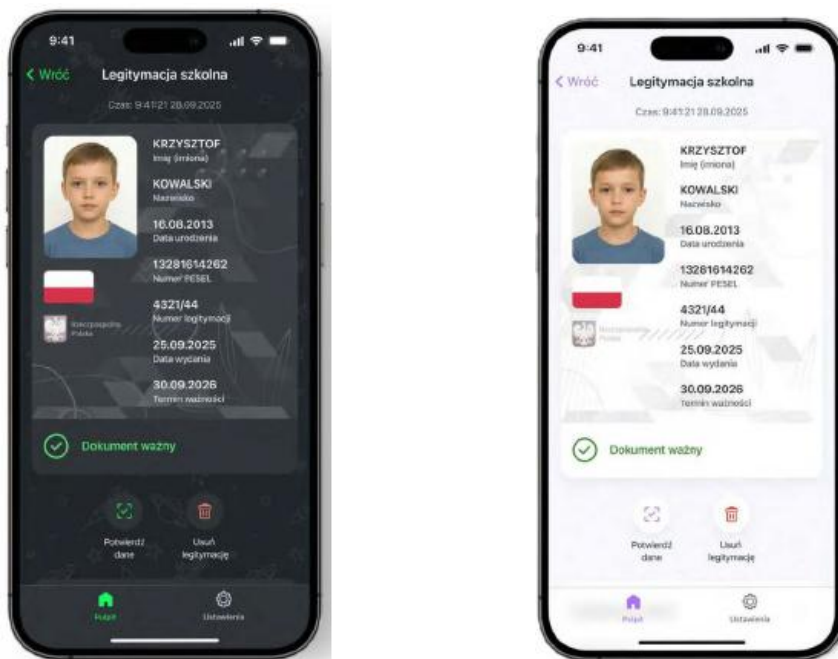 9:41
Wróć
Legitymacja szkolna
Czas: 9:41:21 28.09.2025
KRZYSZTOF
Imię (imiona)
KOWALSKI
Nazwisko
16.08.2013
Data urodzenia
13281614262
Numer PESEL
4321/44
Numer legitymacji
25.09.2025
Data wydania
30.09.2026
Termin ważności
Rzeczpospolita
Polska
Dokument ważny
Potwierdź
dane
Usuń
legitymację
Pulpit
Ustawienia
9:41
Wróć
Legitymacja szkolna
Czas: 9:41:21 28.09.2025
KRZYSZTOF
Imię (imiona)
KOWALSKI
Nazwisko
16.08.2013
Data urodzenia
13281614262
Numer PESEL
4321/44
Numer legitymacji
25.09.2025
Data wydania
30.09.2026
Termin ważności
Rzeczpospolita
Polska
Dokument ważny
Potwierdź
dane
Usuń
legitymację
Pulpit
Ustawienia